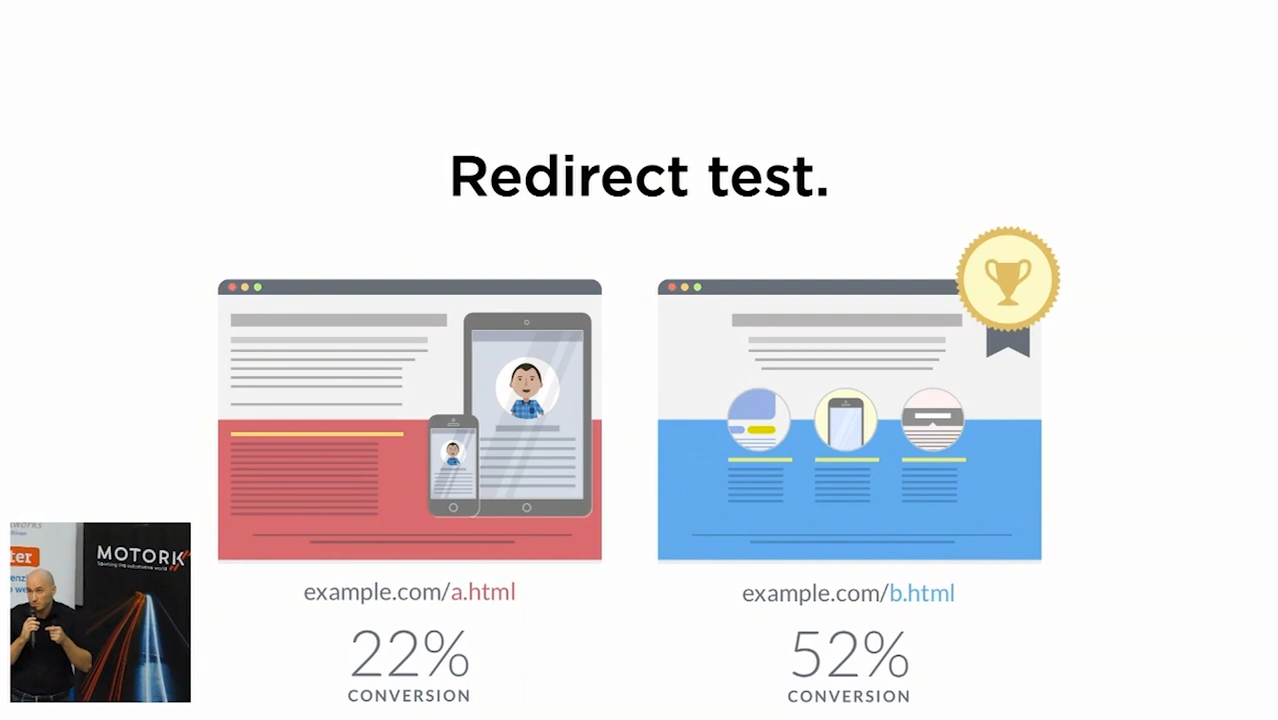 Redirect test.
example.com/a.html
example.com/b.html
22%
52%
CONVERSION
CONVERSION
MOTORK